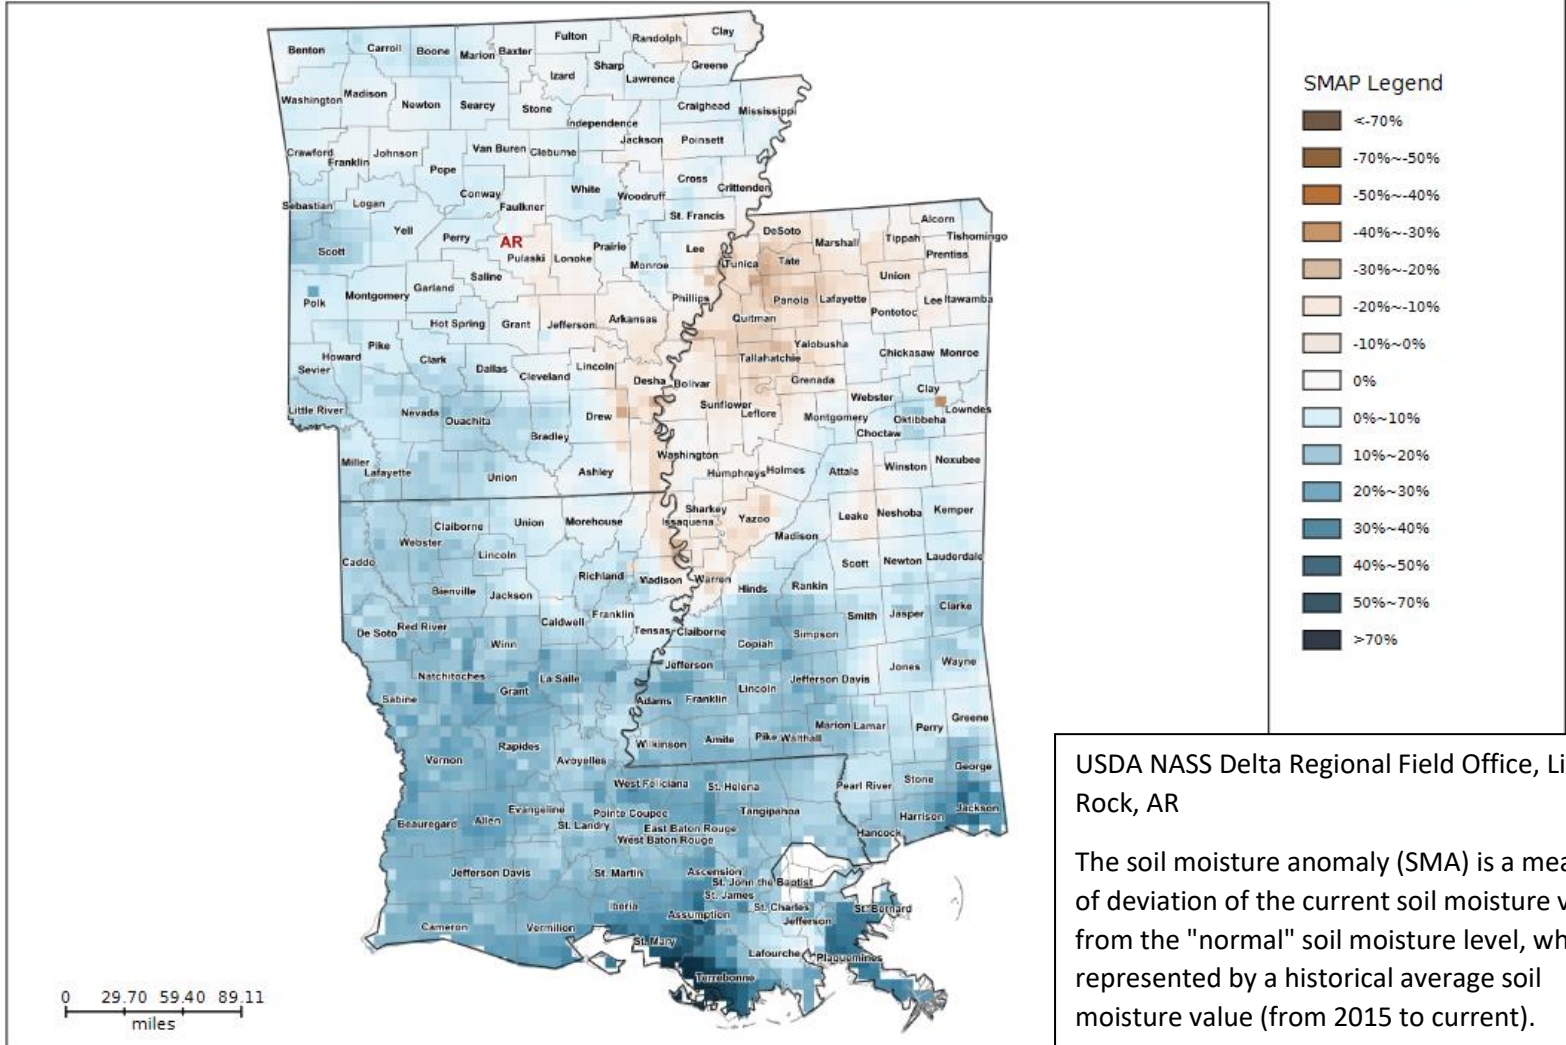 Benton Carroll Boone Marion Baxter Fulton Randolph Clay
Izard Sharp Lawrence Greene
Washington Madison Newton Searcy Stone Independence Craighead Mississippi
Jackson Poinsett
Crawford Franklin Johnson Pope Van Buren Cleburne
Cross Crittenden
Sebastian Logan Conway Faulkner White Woodruff St. Francis
Yell Perry AR Pulaski Lonoke Prairie Monroe Lee
Scott Saline Phillips
Polk Montgomery Garland
Hot Spring Grant Jefferson Arkansas
Howard Pike Clark Dallas Cleveland Lincoln Desha
Sevier
Little River Nevada Ouachita Bradley Drew
Miller Lafayette Union Ashley
DeSoto Marshall Tippah Alcorn Tishomingo
Prentiss
Tunica Tate Union
Panola Lafayette Pontotoc Lee Itawamba
Quitman
Tallahatchie Yalobusha Chickasaw Monroe
Bolivar Grenada Clay
Sunflower Leflore Montgomery Webster Oktibbeha Lowndes
Choctaw
Washington Humphreys Holmes Attala Winston Noxubee
Sharkey
Issaquena Yazoo Leake Neshoba Kemper
Madison
Warren Hinds Rankin Scott Newton Lauderdale
Claiborne Copiah Simpson Smith Jasper Clarke
Jefferson Jones Wayne
Adams Franklin Lincoln Jefferson Davis
Wilkinson Amite Pike Walthall Marion Lamar Perry Greene
Pearl River Stone George
Hancock Harrison Jackson
Caddo Webster Claiborne Union Morehouse
Lincoln
Bienville Jackson Richland Madison
Franklin
De Soto Red River Winn Caldwell Tensas
Sabine Natchitoches Grant La Salle
Vernon Rapides Avoyelles
West Feliciana St. Helena
Beauregard Allen Evangeline St. Landry Pointe Coupee Tangipahoa
East Baton Rouge
West Baton Rouge
Jefferson Davis St. Martin Ascension
St. John the Baptist
St. James
Iberia Assumption St. Charles St. Bernard
Jefferson
Cameron Vermilion St. Mary
Lafourche Plaquemines
Terrebonne
0 29.70 59.40 89.11
miles
SMAP Legend
<-70%
-70%~-50%
-50%~-40%
-40%~-30%
-30%~-20%
-20%~-10%
-10%~0%
0%
0%~10%
10%~20%
20%~30%
30%~40%
40%~50%
50%~70%
>70%
USDA NASS Delta Regional Field Office, Li
Rock, AR
The soil moisture anomaly (SMA) is a mea
of deviation of the current soil moisture v
from the "normal" soil moisture level, wh
represented by a historical average soil
moisture value (from 2015 to current).